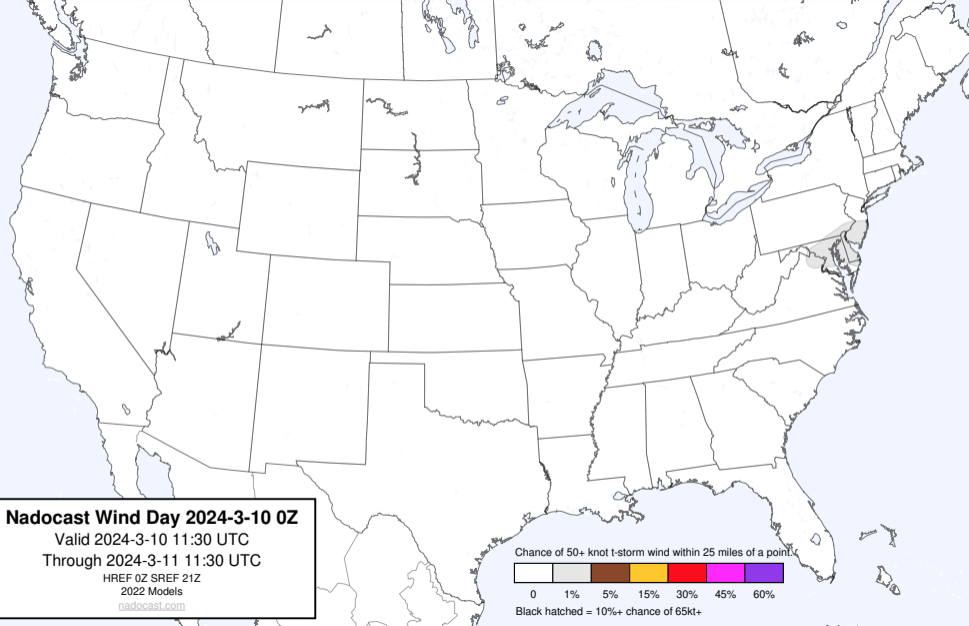 Nadocast Wind Day 2024-3-10 0Z
Valid 2024-3-10 11:30 UTC
Through 2024-3-11 11:30 UTC
HREF 0Z SREF 21Z
2022 Models
nadocast.com
Chance of 50+ knot t-storm wind within 25 miles of a point.
0 1% 5% 15% 30% 45% 60%
Black hatched = 10%+ chance of 65kt+